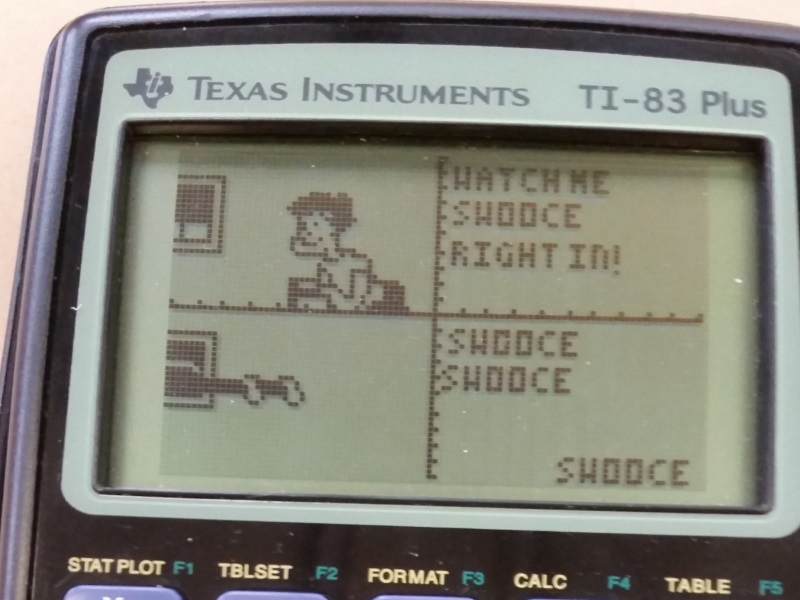 TEXAS INSTRUMENTS TI-83 Plus
WATCH ME
SWOOCE
RIGHT IN!
SWOOCE
SWOOCE
SWOOCE
STAT PLOT F1 TBLSET F2 FORMAT F3 CALC F4 TABLE F5